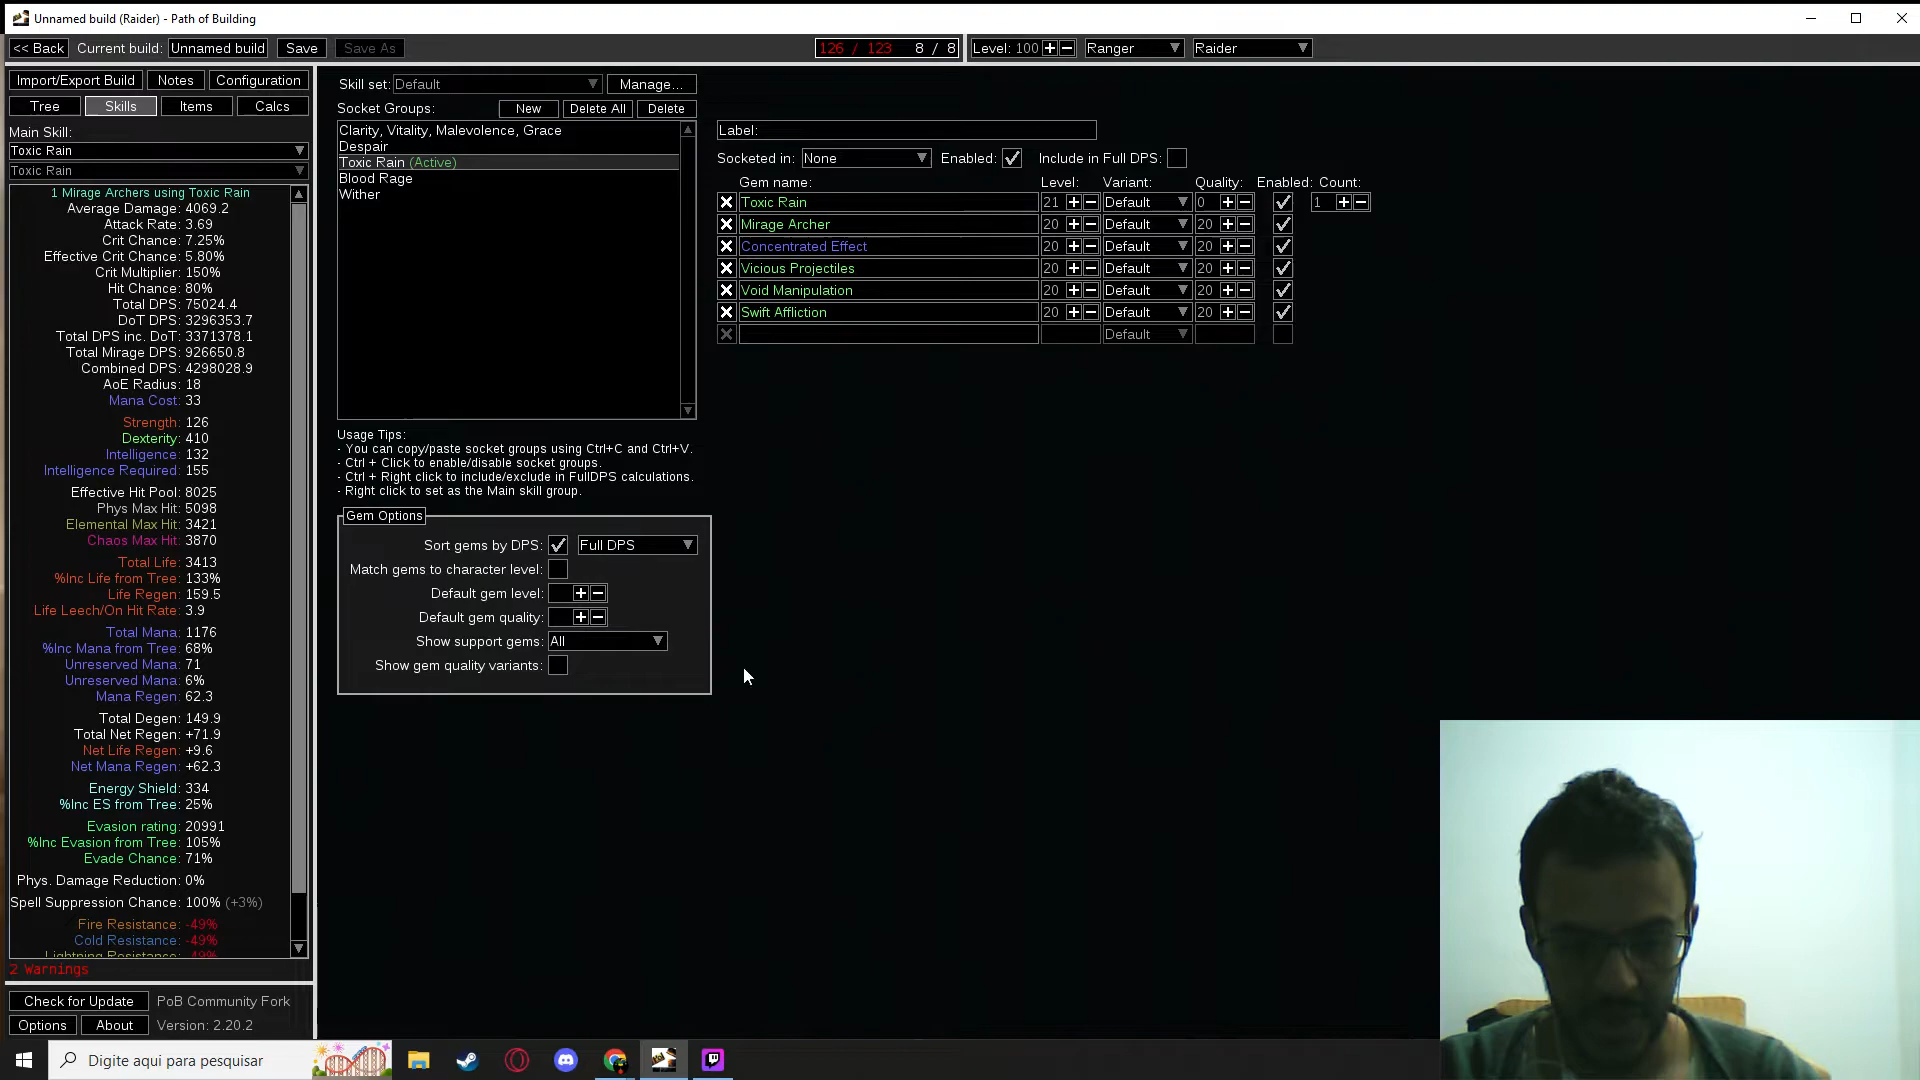 Unnamed build (Raider) - Path of Building
<< Back Current build: Unnamed build Save Save As 126 / 123 8 / 8 Level: 100 Ranger Raider
Import/Export Build Notes Configuration
Tree Skills Items Calcs
Main Skill:
Toxic Rain
Toxic Rain
1 Mirage Archers using Toxic Rain
Average Damage: 4069.2
Attack Rate: 3.69
Crit Chance: 7.25%
Effective Crit Chance: 5.80%
Crit Multiplier: 150%
Hit Chance: 80%
Total DPS: 75024.4
DoT DPS: 3296353.7
Total DPS inc. DoT: 3371378.1
Total Mirage DPS: 926650.8
Combined DPS: 4298028.9
AoE Radius: 18
Mana Cost: 33
Strength: 126
Dexterity: 410
Intelligence: 132
Intelligence Required: 155
Effective Hit Pool: 8025
Phys Max Hit: 5098
Elemental Max Hit: 3421
Chaos Max Hit: 3870
Total Life: 3413
%Inc Life from Tree: 133%
Life Regen: 159.5
Life Leech/On Hit Rate: 3.9
Total Mana: 1176
%Inc Mana from Tree: 68%
Unreserved Mana: 71
Unreserved Mana: 6%
Mana Regen: 62.3
Total Degen: 149.9
Total Net Regen: +71.9
Net Life Regen: +9.6
Net Mana Regen: +62.3
Energy Shield: 334
%Inc ES from Tree: 25%
Evasion rating: 20991
%Inc Evasion from Tree: 105%
Evade Chance: 71%
Phys. Damage Reduction: 0%
Spell Suppression Chance: 100% (+3%)
Fire Resistance: -49%
Cold Resistance: -49%
Lightning Resistance: -49%
2 Warnings
Check for Update PoB Community Fork
Options About Version: 2.20.2
Skill set: Default Manage...
Socket Groups: New Delete All Delete
Clarity, Vitality, Malevolence, Grace
Despair
Toxic Rain (Active)
Blood Rage
Wither
Usage Tips:
- You can copy/paste socket groups using Ctrl+C and Ctrl+V.
- Ctrl + Click to enable/disable socket groups.
- Ctrl + Right click to include/exclude in FullDPS calculations.
- Right click to set as the Main skill group.
Gem Options
Sort gems by DPS: Full DPS
Match gems to character level:
Default gem level:
Default gem quality:
Show support gems: All
Show gem quality variants:
Label:
Socketed in: None Enabled: Include in Full DPS:
Gem name: Level: Variant: Quality: Enabled: Count:
Toxic Rain 21 Default 0 1
Mirage Archer 20 Default 20
Concentrated Effect 20 Default 20
Vicious Projectiles 20 Default 20
Void Manipulation 20 Default 20
Swift Affliction 20 Default 20
Default
Digite aqui para pesquisar